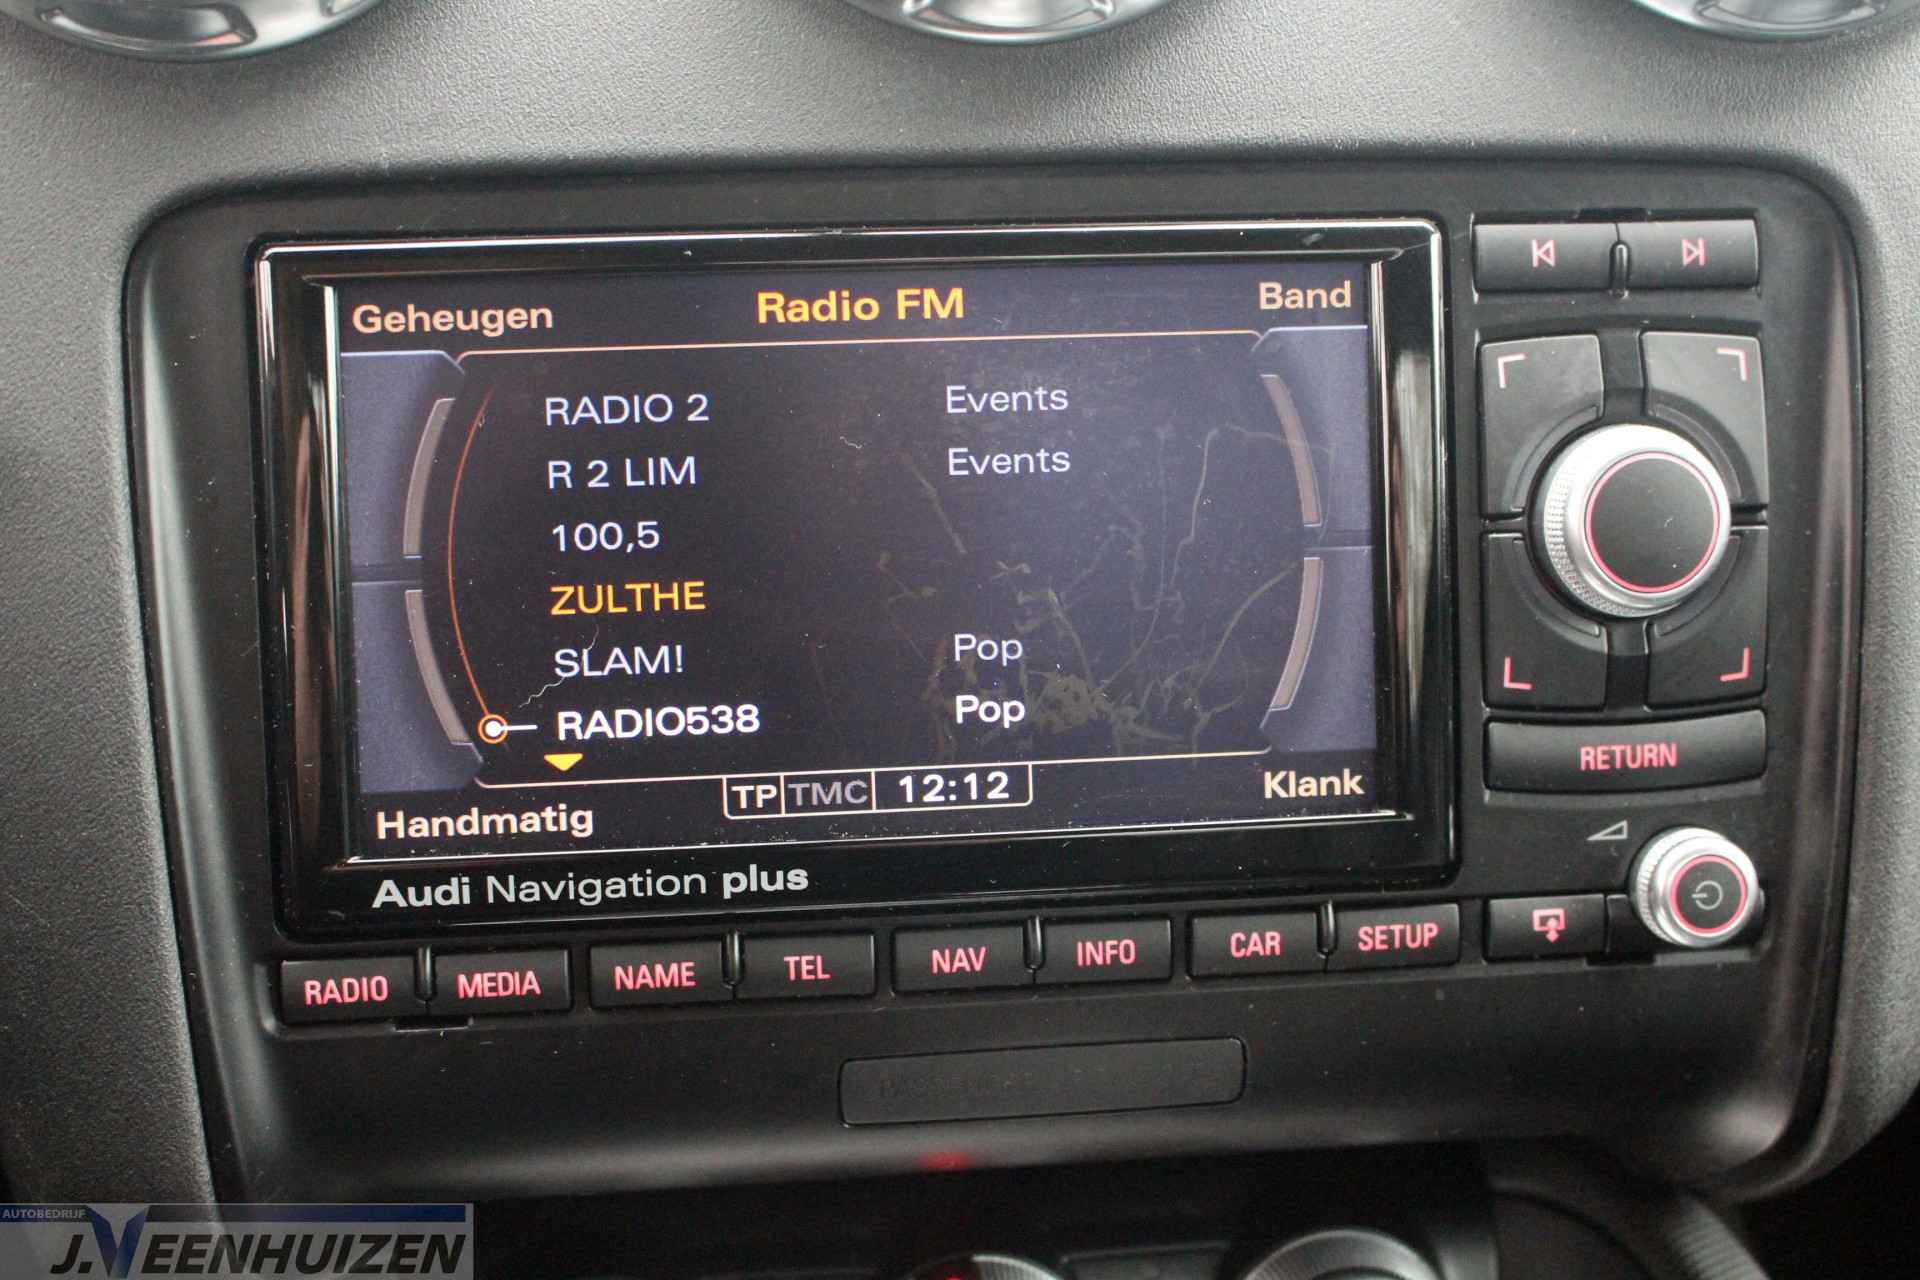 Geheugen Radio FM Band
RADIO 2 Events
R 2 LIM Events
100,5
ZULTHE
SLAM! Pop
RADIO538 Pop
Handmatig TP TMC 12:12 Klank
Audi Navigation plus
RETURN
RADIO MEDIA NAME TEL NAV INFO CAR SETUP
AUTOBEDRIJF
J.VEENHUIZEN